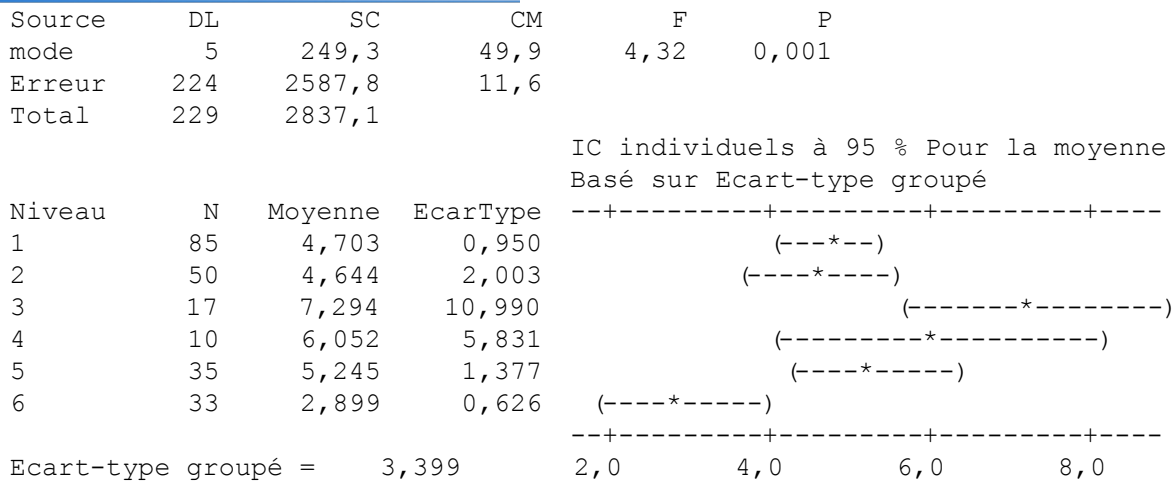 Source     DL        SC        CM         F        P
mode        5     249,3      49,9      4,32    0,001
Erreur    224    2587,8      11,6
Total     229    2837,1
                                   IC individuels à 95 % Pour la moyenne
                                   Basé sur Ecart-type groupé
Niveau      N   Moyenne  EcarType  --+---------+---------+---------+----
1          85     4,703     0,950              (---*--)
2          50     4,644     2,003            (----*----)
3          17     7,294    10,990                      (-------*--------)
4          10     6,052     5,831              (---------*----------)
5          35     5,245     1,377               (----*-----)
6          33     2,899     0,626   (----*-----)
                                   --+---------+---------+---------+----
Ecart-type groupé =    3,399       2,0       4,0       6,0       8,0